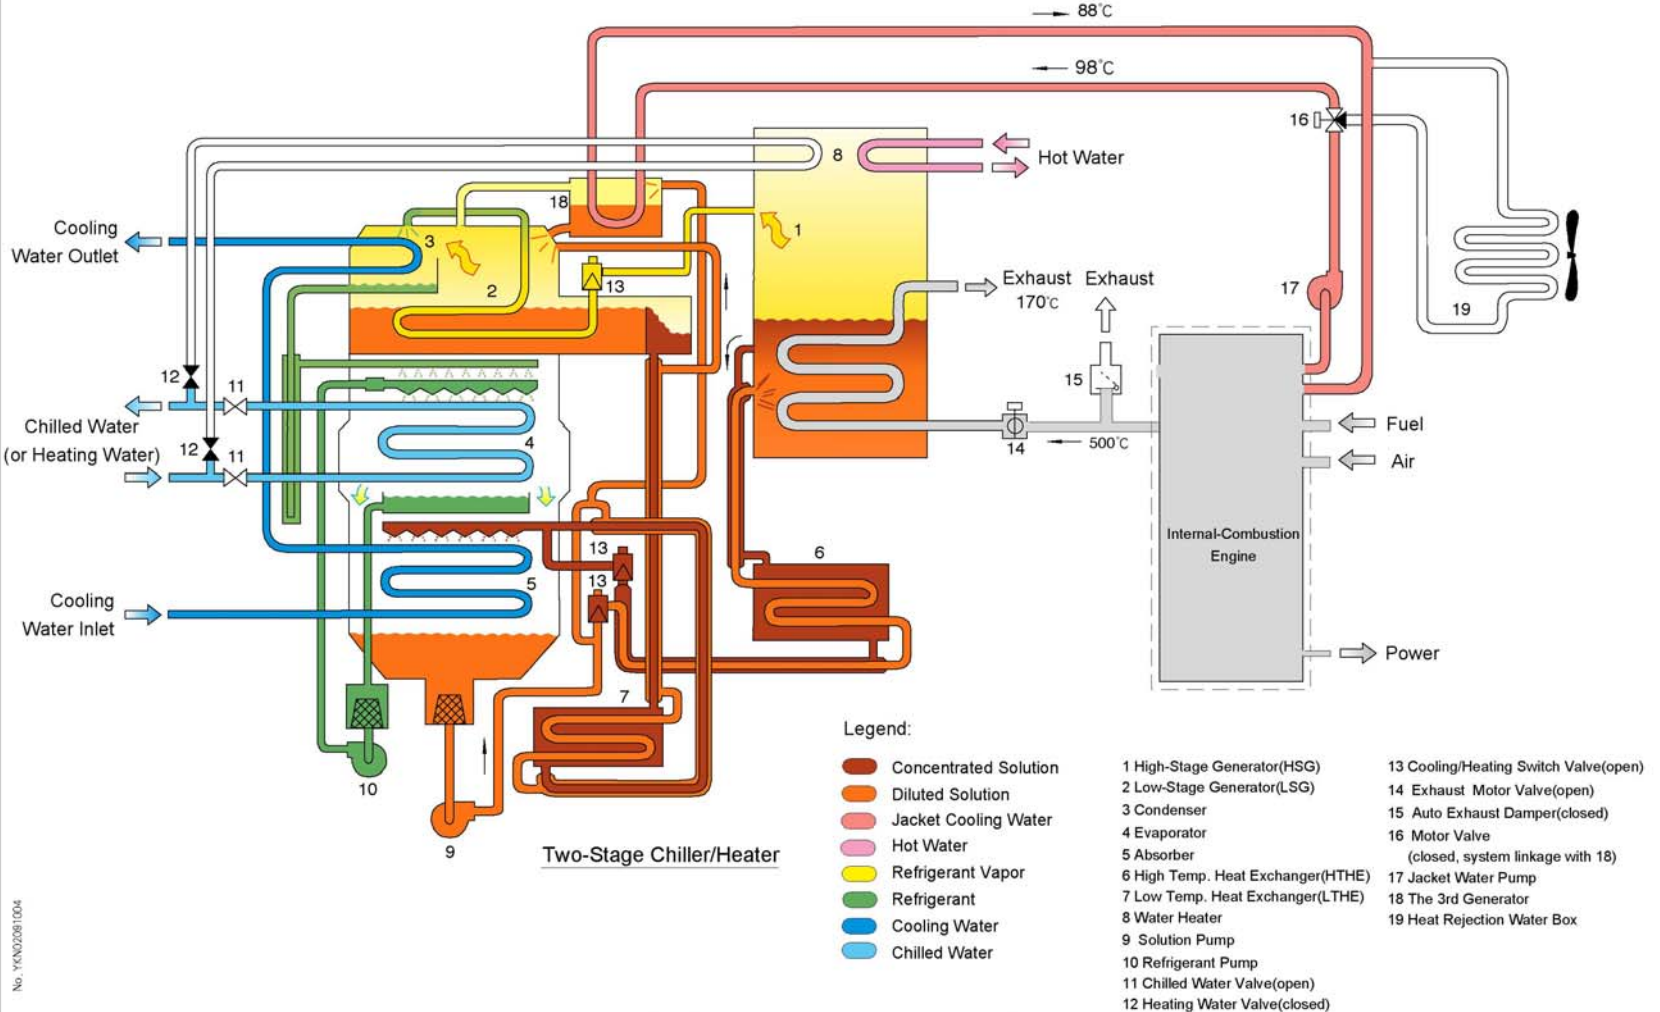 88℃
98℃
16
8
Hot Water
18
Cooling
Water Outlet
3
1
2
13
Exhaust
170℃
Exhaust
17
19
12
11
15
Chilled Water
(or Heating Water)
4
12
11
14
500℃
Fuel
Air
Internal-Combustion
Engine
13
6
13
5
Cooling
Water Inlet
Power
7
10
9
Two-Stage Chiller/Heater
Legend:
Concentrated Solution
Diluted Solution
Jacket Cooling Water
Hot Water
Refrigerant Vapor
Refrigerant
Cooling Water
Chilled Water
1 High-Stage Generator(HSG)
2 Low-Stage Generator(LSG)
3 Condenser
4 Evaporator
5 Absorber
6 High Temp. Heat Exchanger(HTHE)
7 Low Temp. Heat Exchanger(LTHE)
8 Water Heater
9 Solution Pump
10 Refrigerant Pump
11 Chilled Water Valve(open)
12 Heating Water Valve(closed)
13 Cooling/Heating Switch Valve(open)
14 Exhaust Motor Valve(open)
15 Auto Exhaust Damper(closed)
16 Motor Valve
(closed, system linkage with 18)
17 Jacket Water Pump
18 The 3rd Generator
19 Heat Rejection Water Box
No. YKN02091004